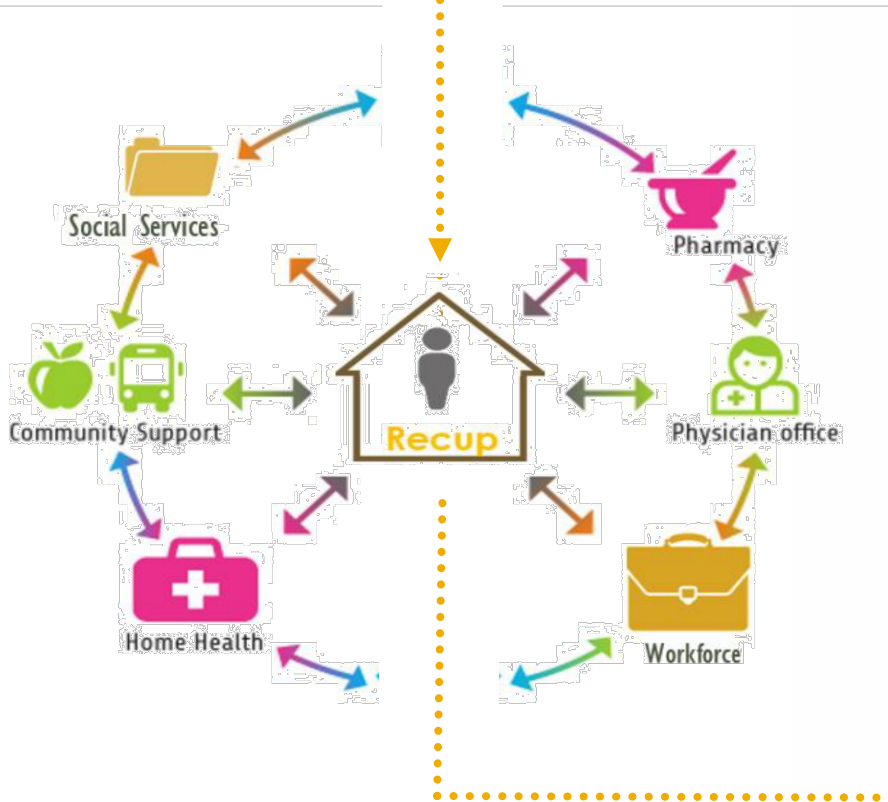 Social Services
Pharmacy
Community Support
Physician office
Recup
Home Health
Workforce